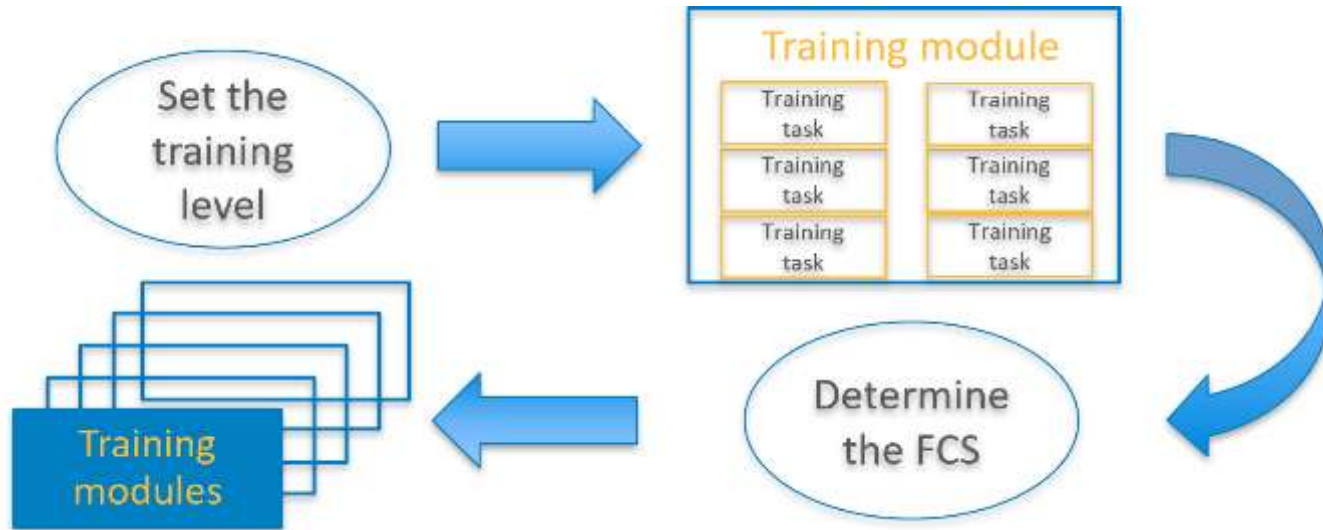 Set the
training
level
Training module
Training
task
Training
task
Training
task
Training
task
Training
task
Training
task
Determine
the FCS
Training
modules